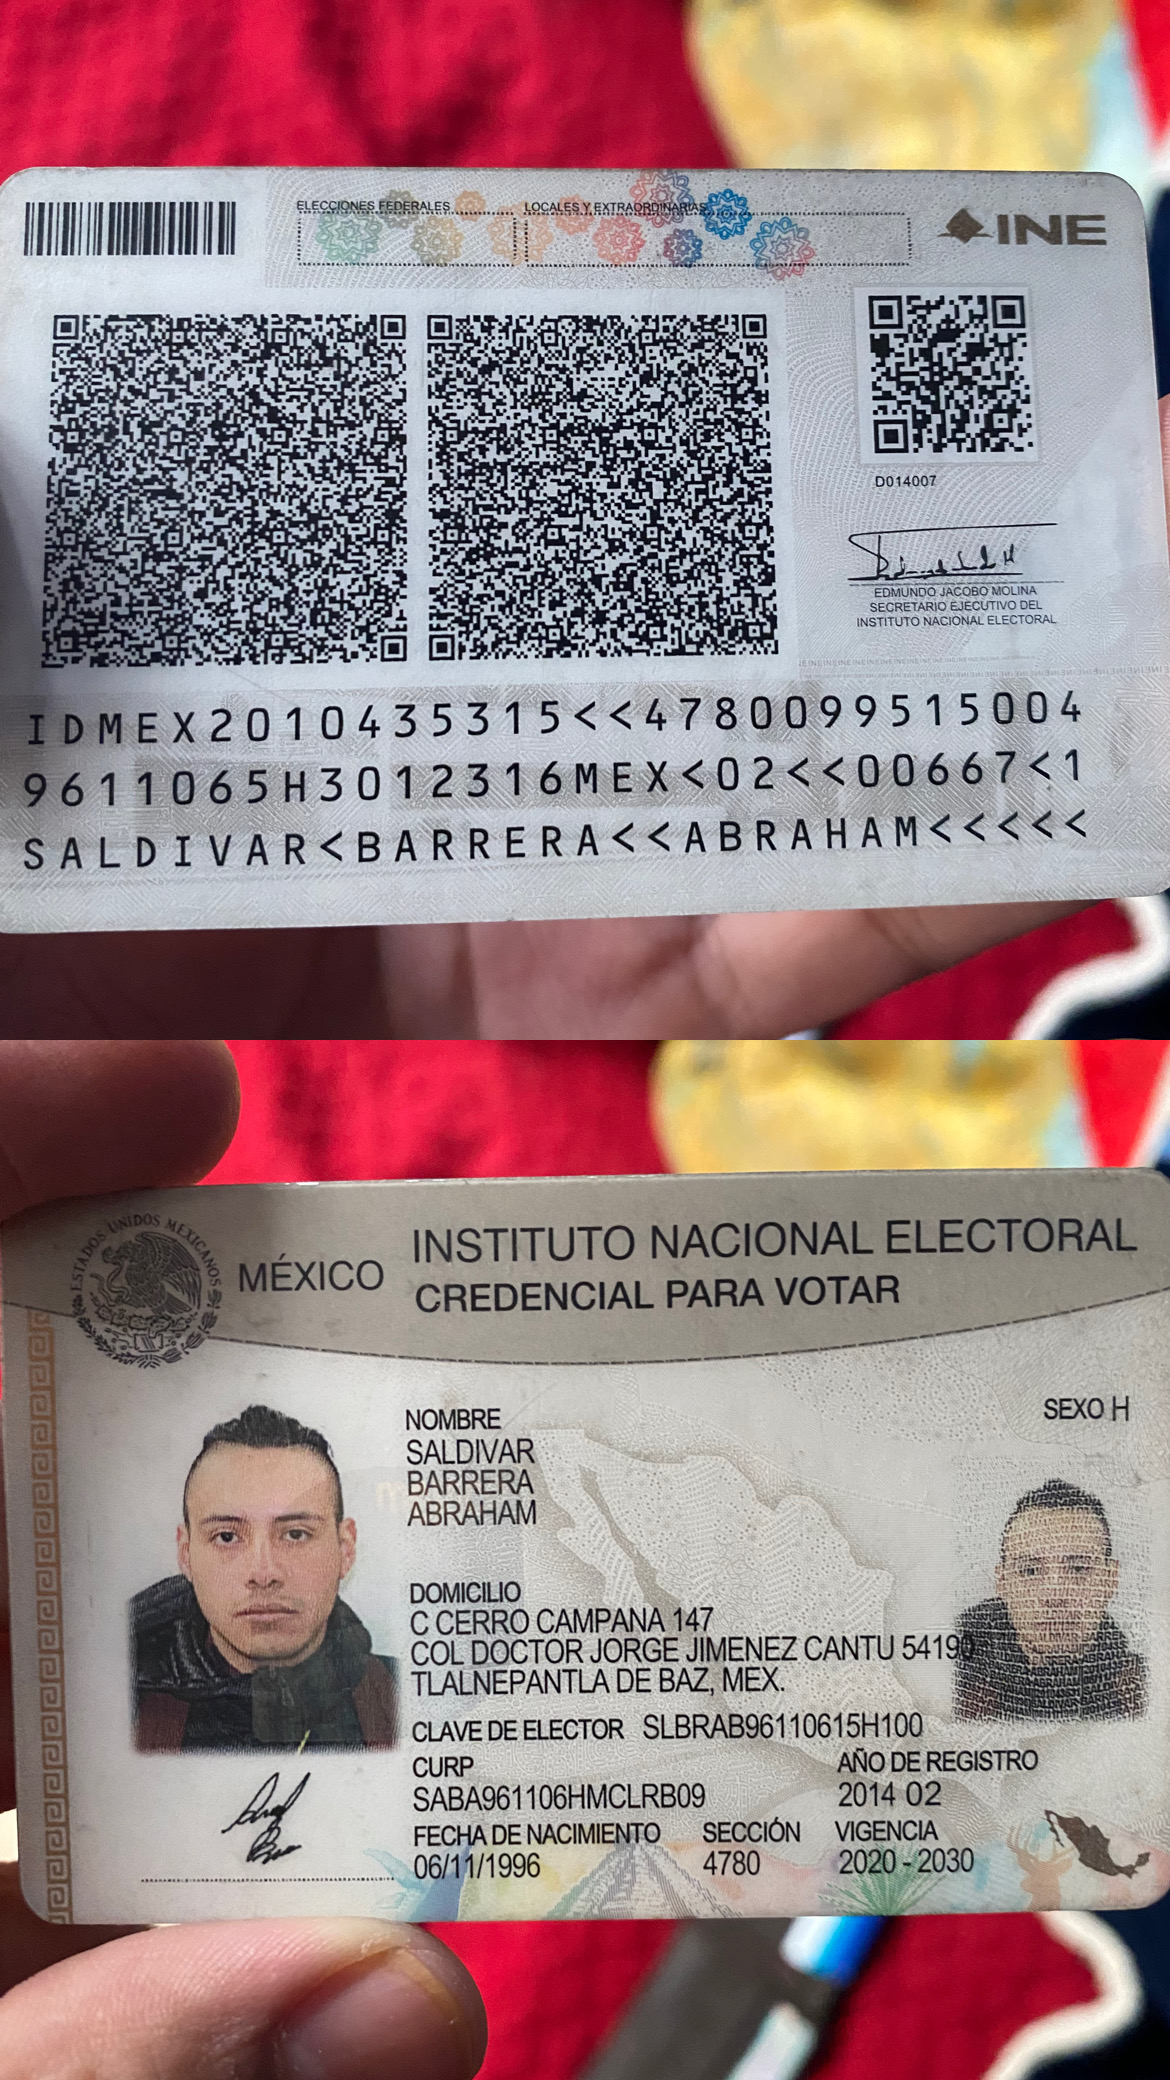 ELECCIONES FEDERALES LOCALES Y EXTRAORDINARIAS
INE
D014007
EDMUNDO JACOBO MOLINA
SECRETARIO EJECUTIVO DEL
INSTITUTO NACIONAL ELECTORAL
IDMEX2010435315<<4780099515004
9611065H3012316MEX<02<<00667<1
SALDIVAR<BARRERA<<ABRAHAM<<<<<
ESTADOS UNIDOS MEXICANOS
MÉXICO
INSTITUTO NACIONAL ELECTORAL
CREDENCIAL PARA VOTAR
SEXO H
NOMBRE
SALDIVAR
BARRERA
ABRAHAM
DOMICILIO
C CERRO CAMPANA 147
COL DOCTOR JORGE JIMENEZ CANTU 54190
TLALNEPANTLA DE BAZ, MEX.
CLAVE DE ELECTOR SLBRAB96110615H100
CURP
SABA961106HMCLRB09
AÑO DE REGISTRO
2014 02
FECHA DE NACIMIENTO
06/11/1996
SECCIÓN
4780
VIGENCIA
2020 - 2030